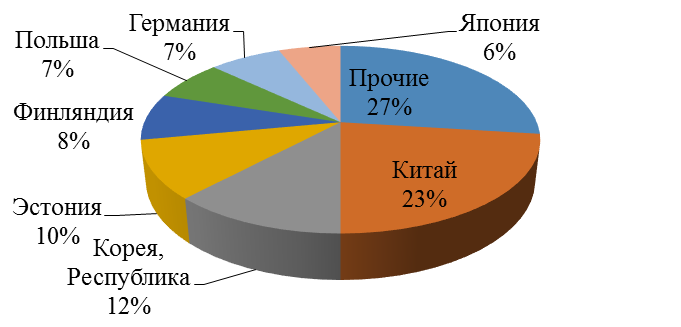 Германия
7%
Япония
6%
Польша
7%
Прочие
27%
Финляндия
8%
Китай
23%
Эстония
10%
Корея,
Республика
12%